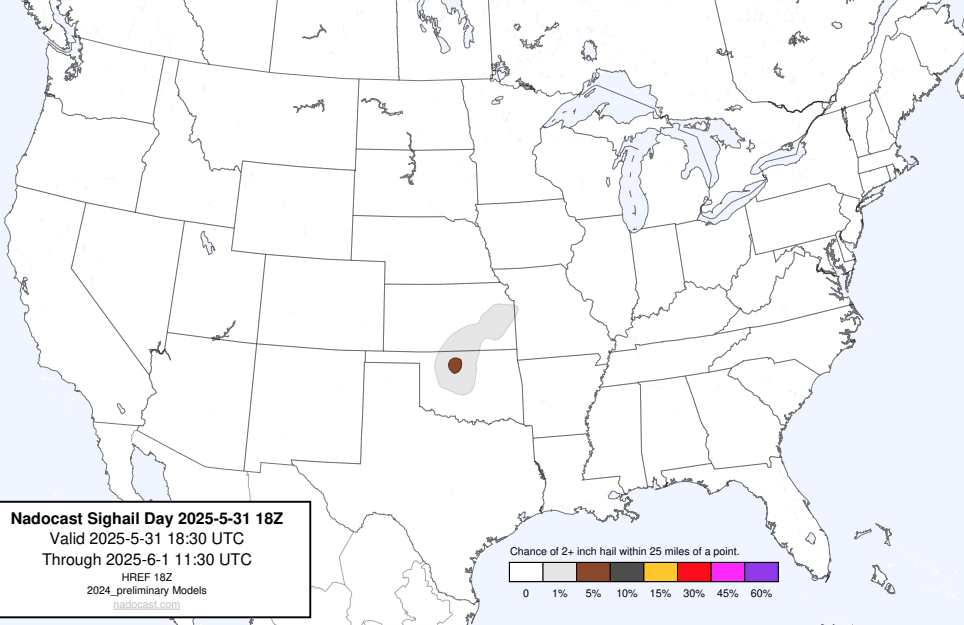 Nadocast Sighail Day 2025-5-31 18Z
Valid 2025-5-31 18:30 UTC
Through 2025-6-1 11:30 UTC
HREF 18Z
2024_preliminary Models
nadocast.com
Chance of 2+ inch hail within 25 miles of a point.
0 1% 5% 10% 15% 30% 45% 60%